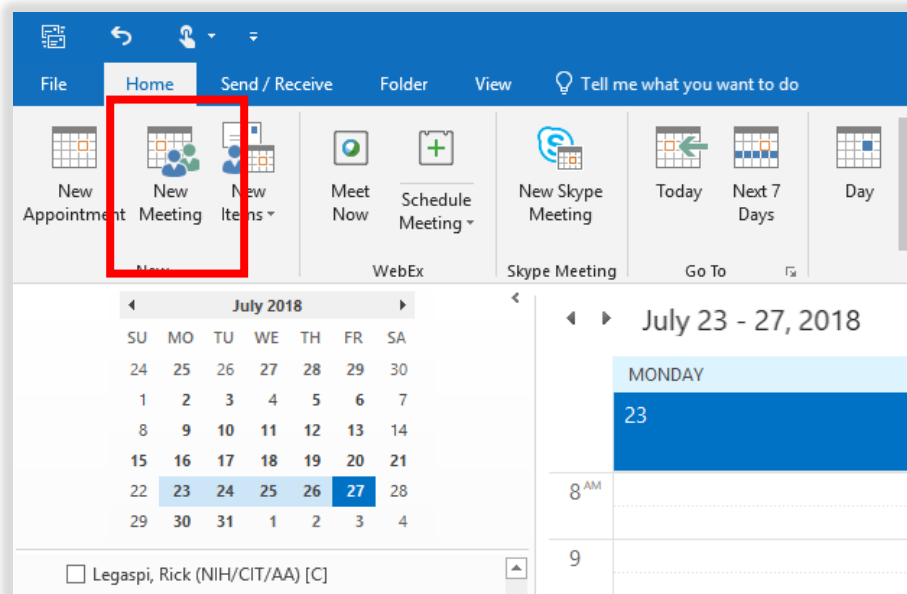 File Home Send / Receive Folder View Tell me what you want to do
New Appointment New Meeting New Items Meet Now Schedule Meeting New Skype Meeting Today Next 7 Days Day
New WebEx Skype Meeting Go To
July 2018
SU MO TU WE TH FR SA
24 25 26 27 28 29 30
1 2 3 4 5 6 7
8 9 10 11 12 13 14
15 16 17 18 19 20 21
22 23 24 25 26 27 28
29 30 31 1 2 3 4
Legaspi, Rick (NIH/CIT/AA) [C]
July 23 - 27, 2018
MONDAY
23
8 AM
9